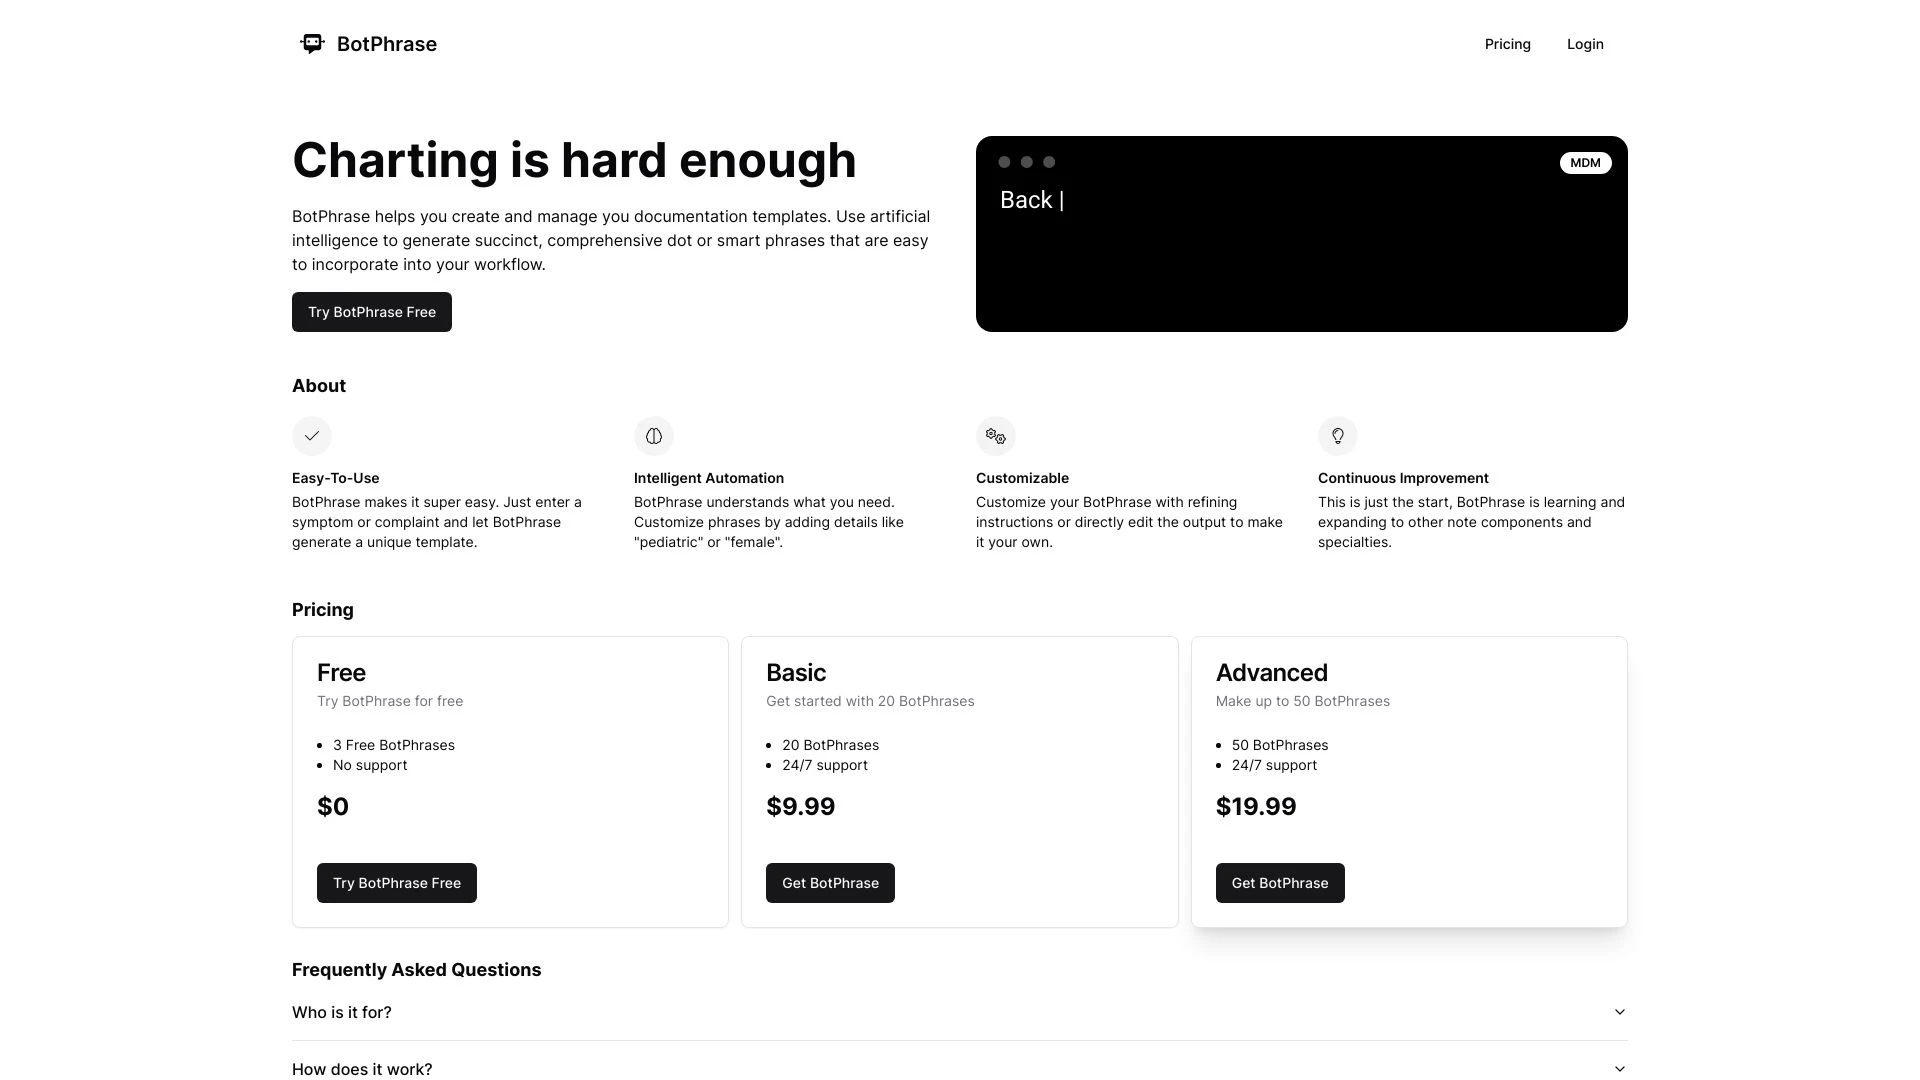 BotPhrase
Pricing
Login
Charting is hard enough
BotPhrase helps you create and manage you documentation templates. Use artificial
intelligence to generate succinct, comprehensive dot or smart phrases that are easy
to incorporate into your workflow.
Try BotPhrase Free
MDM
Back |
About
Easy-To-Use
BotPhrase makes it super easy. Just enter a
symptom or complaint and let BotPhrase
generate a unique template.
Intelligent Automation
BotPhrase understands what you need.
Customize phrases by adding details like
"pediatric" or "female".
Customizable
Customize your BotPhrase with refining
instructions or directly edit the output to make
it your own.
Continuous Improvement
This is just the start, BotPhrase is learning and
expanding to other note components and
specialties.
Pricing
Free
Try BotPhrase for free
• 3 Free BotPhrases
• No support
$0
Try BotPhrase Free
Basic
Get started with 20 BotPhrases
• 20 BotPhrases
• 24/7 support
$9.99
Get BotPhrase
Advanced
Make up to 50 BotPhrases
• 50 BotPhrases
• 24/7 support
$19.99
Get BotPhrase
Frequently Asked Questions
Who is it for?
How does it work?